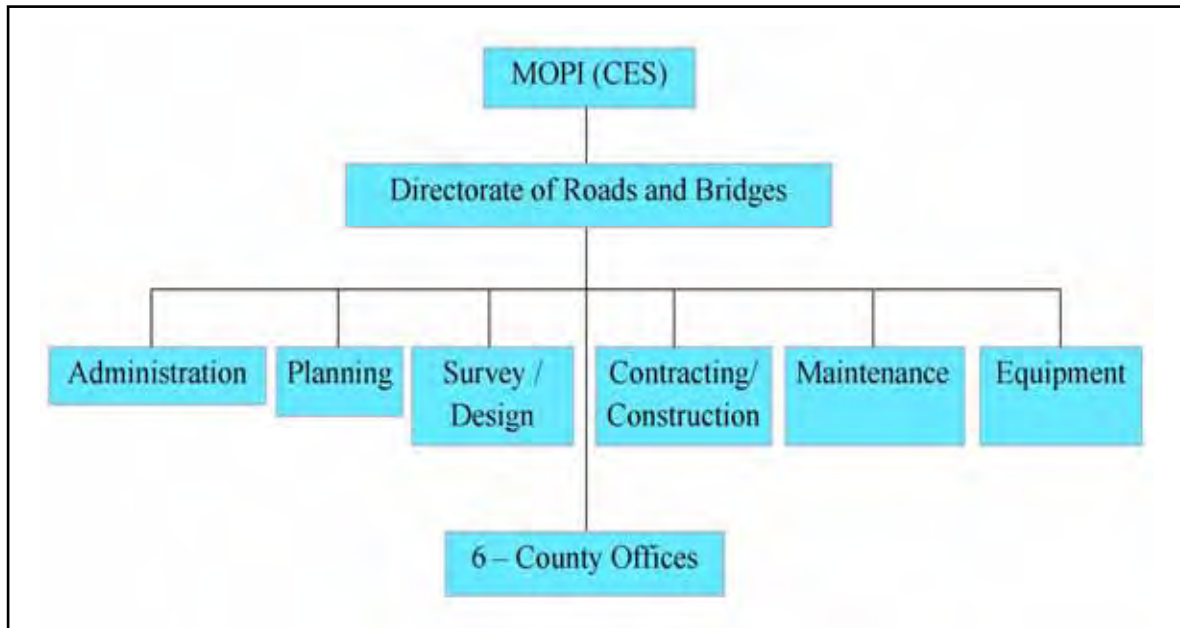 MOPI (CES)
Directorate of Roads and Bridges
Administration
Planning
Survey /
Design
Contracting/
Construction
Maintenance
Equipment
6 – County Offices